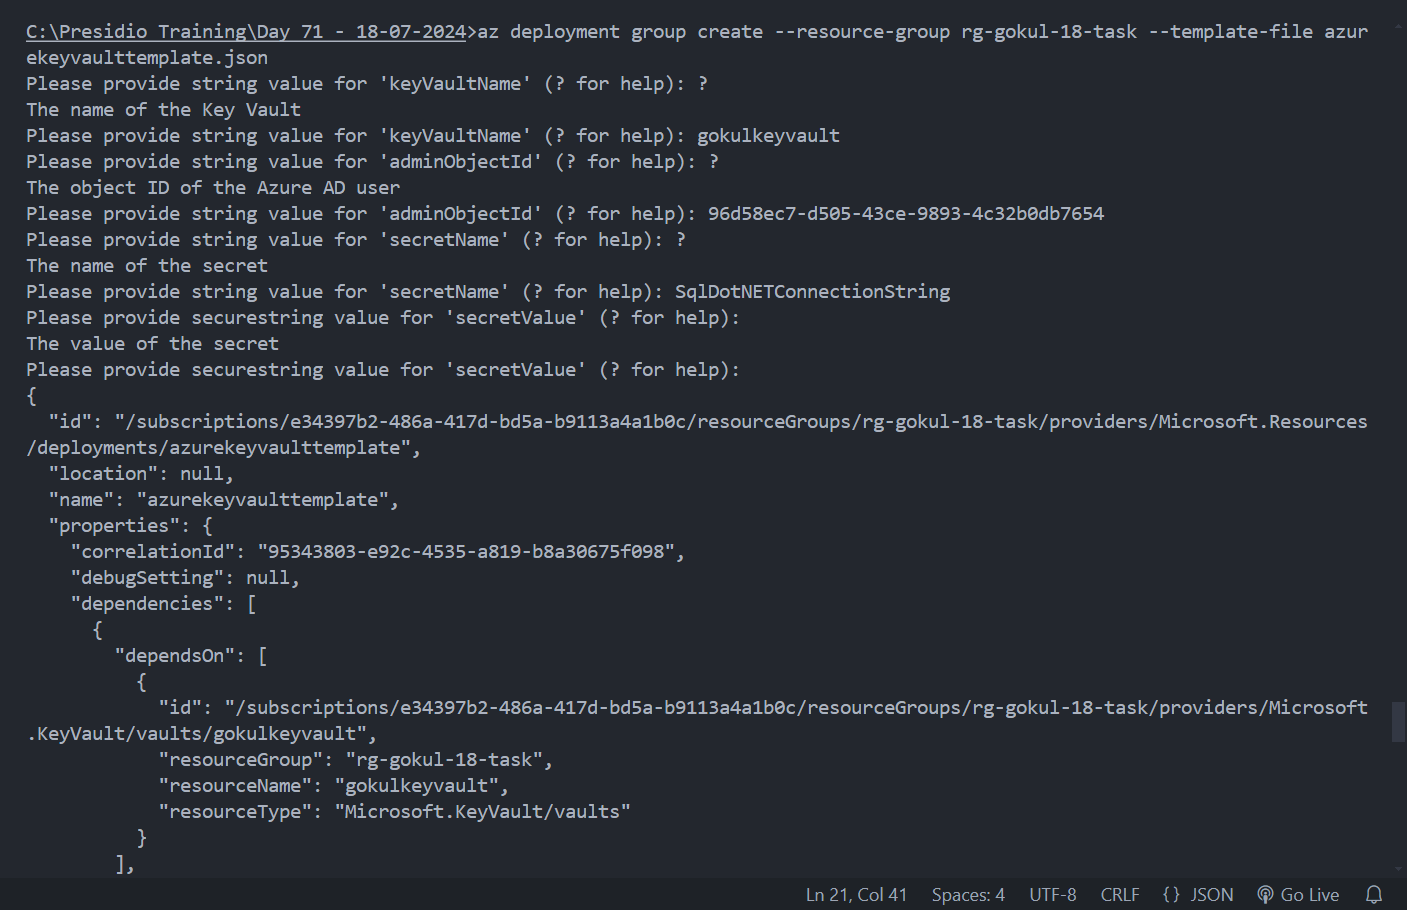 C:\Presidio Training\Day 71 - 18-07-2024>az deployment group create --resource-group rg-gokul-18-task --template-file azur
ekeyvaulttemplate.json
Please provide string value for 'keyVaultName' (? for help): ?
The name of the Key Vault
Please provide string value for 'keyVaultName' (? for help): gokulkeyvault
Please provide string value for 'adminObjectId' (? for help): ?
The object ID of the Azure AD user
Please provide string value for 'adminObjectId' (? for help): 96d58ec7-d505-43ce-9893-4c32b0db7654
Please provide string value for 'secretName' (? for help): ?
The name of the secret
Please provide string value for 'secretName' (? for help): SqlDotNETConnectionString
Please provide securestring value for 'secretValue' (? for help):
The value of the secret
Please provide securestring value for 'secretValue' (? for help):
{
  "id": "/subscriptions/e34397b2-486a-417d-bd5a-b9113a4a1b0c/resourceGroups/rg-gokul-18-task/providers/Microsoft.Resources
/deployments/azurekeyvaulttemplate",
  "location": null,
  "name": "azurekeyvaulttemplate",
  "properties": {
    "correlationId": "95343803-e92c-4535-a819-b8a30675f098",
    "debugSetting": null,
    "dependencies": [
      {
        "dependsOn": [
          {
            "id": "/subscriptions/e34397b2-486a-417d-bd5a-b9113a4a1b0c/resourceGroups/rg-gokul-18-task/providers/Microsoft
.KeyVault/vaults/gokulkeyvault",
            "resourceGroup": "rg-gokul-18-task",
            "resourceName": "gokulkeyvault",
            "resourceType": "Microsoft.KeyVault/vaults"
          }
        ],
Ln 21, Col 41 Spaces: 4 UTF-8 CRLF {} JSON Go Live